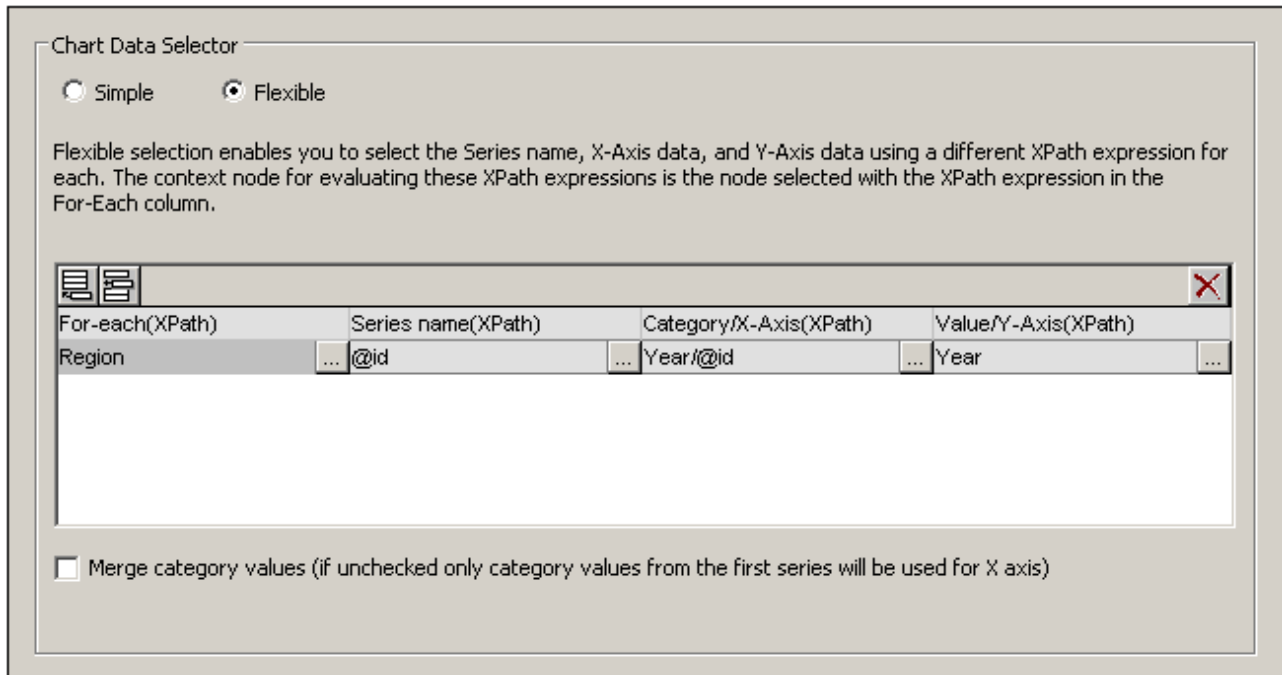 Chart Data Selector
Simple Flexible
Flexible selection enables you to select the Series name, X-Axis data, and Y-Axis data using a different XPath expression for
each. The context node for evaluating these XPath expressions is the node selected with the XPath expression in the
For-Each column.
For-each(XPath) Series name(XPath) Category/X-Axis(XPath) Value/Y-Axis(XPath)
Region ... @id ... Year/@id ... Year ...
Merge category values (if unchecked only category values from the first series will be used for X axis)